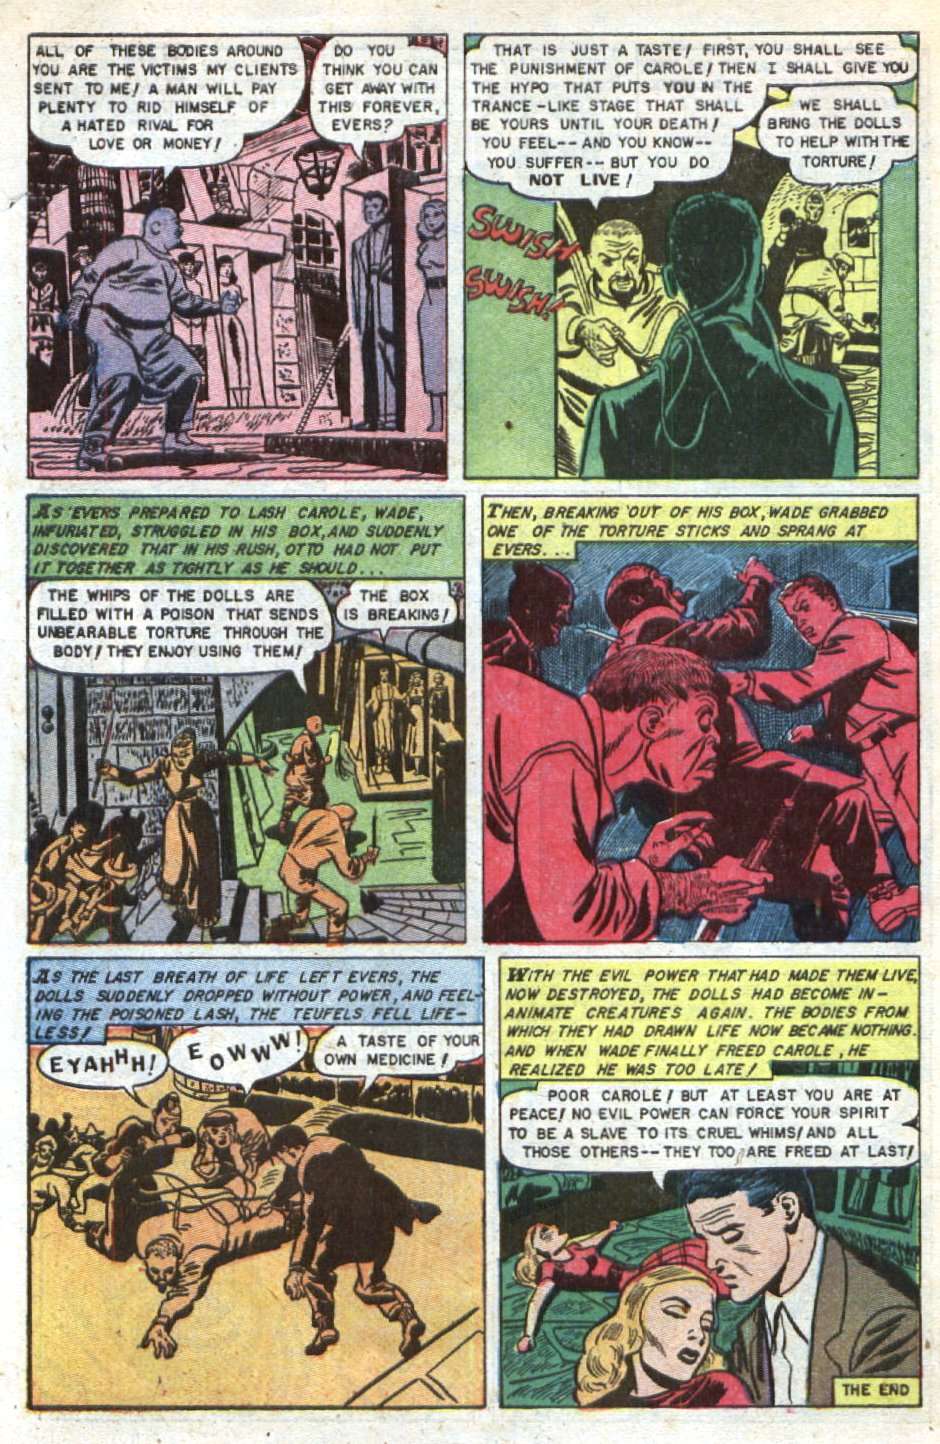 ALL OF THESE BODIES AROUND
YOU ARE THE VICTIMS MY CLIENTS
SENT TO ME! A MAN WILL PAY
PLENTY TO RID HIMSELF OF
A HATED RIVAL FOR
LOVE OR MONEY!
DO YOU
THINK YOU CAN
GET AWAY WITH
THIS FOREVER,
EVERS?
THAT IS JUST A TASTE! FIRST, YOU SHALL SEE
THE PUNISHMENT OF CAROLE! THEN I SHALL GIVE YOU
THE HYPO THAT PUTS YOU IN THE
TRANCE-LIKE STAGE THAT SHALL
BE YOURS UNTIL YOUR DEATH!
YOU FEEL-- AND YOU KNOW--
YOU SUFFER-- BUT YOU DO
NOT LIVE!
WE SHALL
BRING THE DOLLS
TO HELP WITH THE
TORTURE!
SWISH
SWISH!
AS EVERS PREPARED TO LASH CAROLE, WADE,
INFURIATED, STRUGGLED IN HIS BOX, AND SUDDENLY
DISCOVERED THAT IN HIS RUSH, OTTO HAD NOT PUT
IT TOGETHER AS TIGHTLY AS HE SHOULD...
THE WHIPS OF THE DOLLS ARE
FILLED WITH A POISON THAT SENDS
UNBEARABLE TORTURE THROUGH THE
BODY! THEY ENJOY USING THEM!
THE BOX
IS BREAKING!
THEN, BREAKING OUT OF HIS BOX, WADE GRABBED
ONE OF THE TORTURE STICKS AND SPRANG AT
EVERS...
AS THE LAST BREATH OF LIFE LEFT EVERS, THE
DOLLS SUDDENLY DROPPED WITHOUT POWER, AND FEEL-
ING THE POISONED LASH, THE TEUFELS FELL LIFE-
LESS!
EYAHHH!
EOWWW!
A TASTE OF YOUR
OWN MEDICINE!
WITH THE EVIL POWER THAT HAD MADE THEM LIVE,
NOW DESTROYED, THE DOLLS HAD BECOME IN-
ANIMATE CREATURES AGAIN. THE BODIES FROM
WHICH THEY HAD DRAWN LIFE NOW BECAME NOTHING.
AND WHEN WADE FINALLY FREED CAROLE, HE
REALIZED HE WAS TOO LATE!
POOR CAROLE! BUT AT LEAST YOU ARE AT
PEACE! NO EVIL POWER CAN FORCE YOUR SPIRIT
TO BE A SLAVE TO ITS CRUEL WHIMS! AND ALL
THOSE OTHERS-- THEY TOO, ARE FREED AT LAST!
THE END